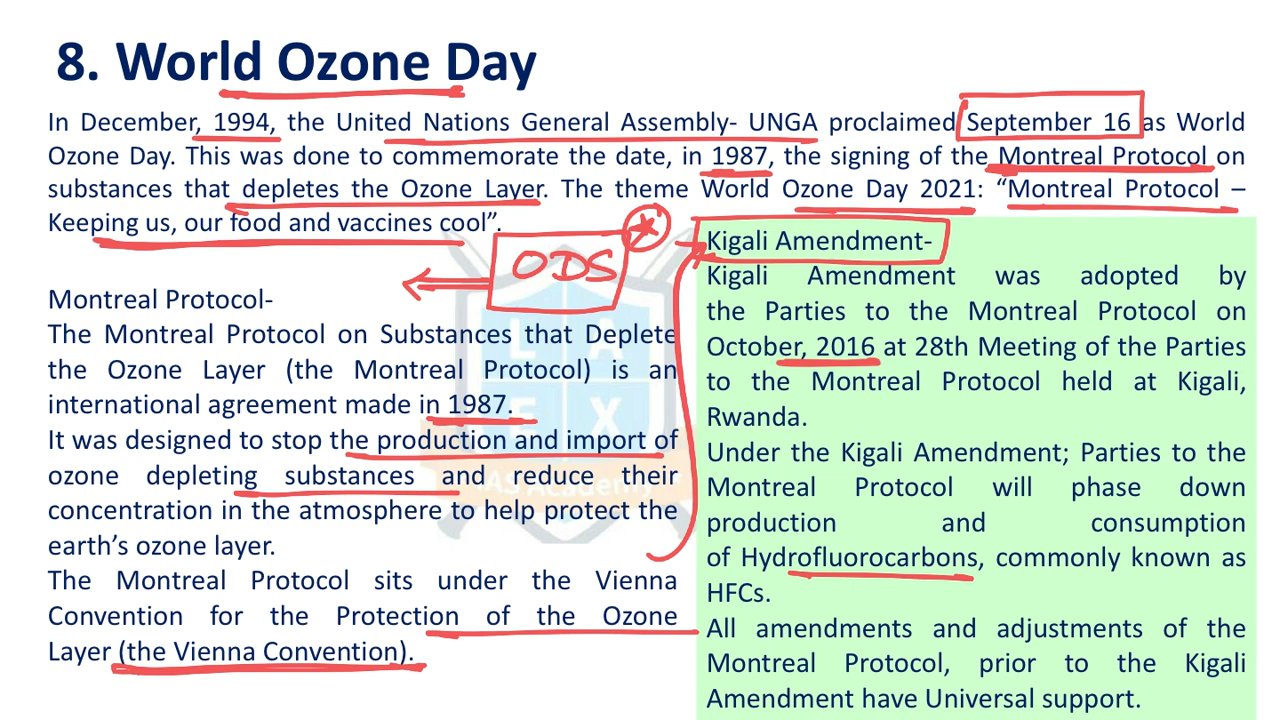 8. World Ozone Day
In December, 1994, the United Nations General Assembly- UNGA proclaimed September 16 as World
Ozone Day. This was done to commemorate the date, in 1987, the signing of the Montreal Protocol on
substances that depletes the Ozone Layer. The theme World Ozone Day 2021: “Montreal Protocol –
Keeping us, our food and vaccines cool”.
ODS
Montreal Protocol-
The Montreal Protocol on Substances that Deplete
the Ozone Layer (the Montreal Protocol) is an
international agreement made in 1987.
It was designed to stop the production and import of
ozone depleting substances and reduce their
concentration in the atmosphere to help protect the
earth’s ozone layer.
The Montreal Protocol sits under the Vienna
Convention for the Protection of the Ozone
Layer (the Vienna Convention).
Kigali Amendment-
Kigali Amendment was adopted by
the Parties to the Montreal Protocol on
October, 2016 at 28th Meeting of the Parties
to the Montreal Protocol held at Kigali,
Rwanda.
Under the Kigali Amendment; Parties to the
Montreal Protocol will phase down
production and consumption
of Hydrofluorocarbons, commonly known as
HFCs.
All amendments and adjustments of the
Montreal Protocol, prior to the Kigali
Amendment have Universal support.
L A
E X
IAS Academy